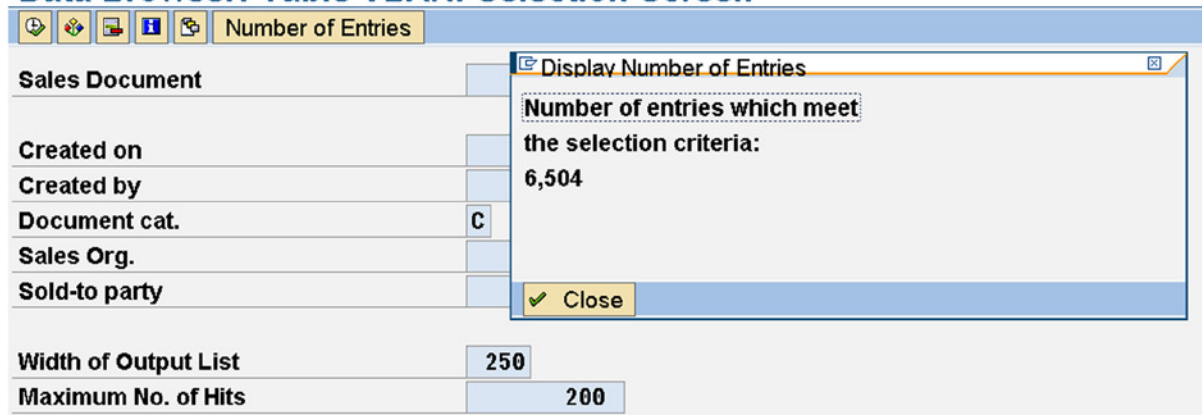 Number of Entries
Display Number of Entries
Sales Document
Number of entries which meet
the selection criteria:
6,504
Created on
Created by
Document cat. C
Sales Org.
Sold-to party
Close
Width of Output List 250
Maximum No. of Hits 200